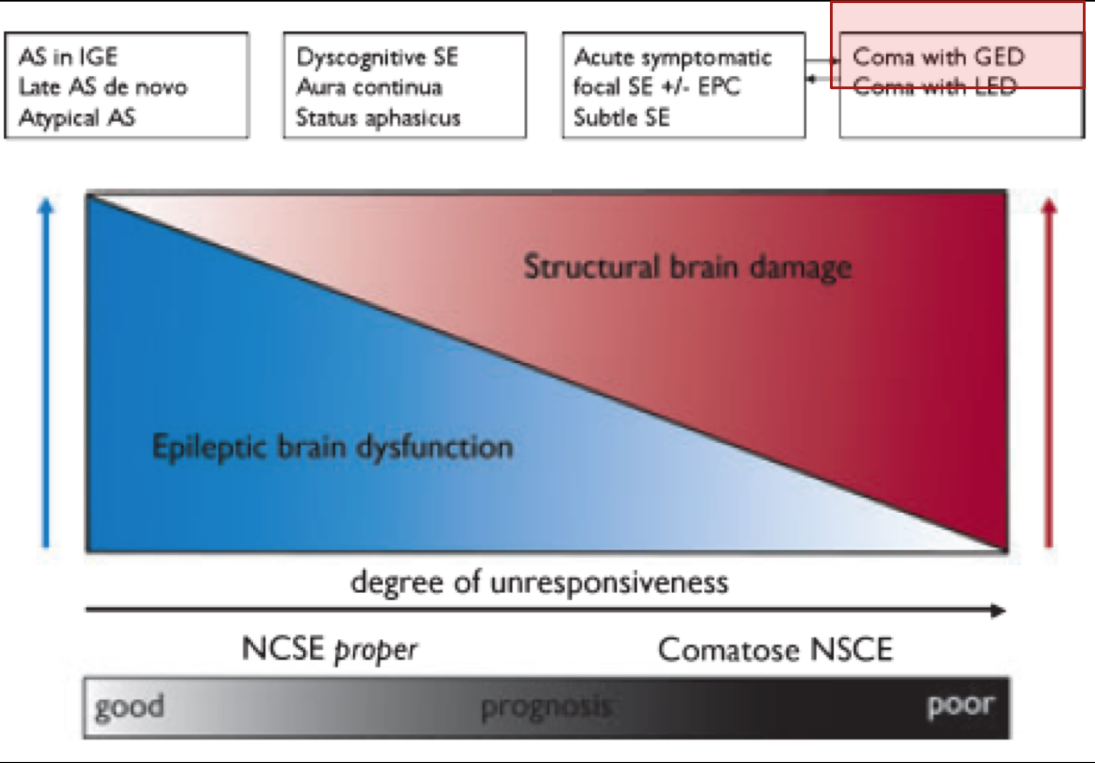 AS in IGE
Late AS de novo
Atypical AS
Dyscognitive SE
Aura continua
Status aphasicus
Acute symptomatic
focal SE +/- EPC
Subtle SE
Coma with GED
Coma with LED
Structural brain damage
Epileptic brain dysfunction
degree of unresponsiveness
NCSE proper
Comatose NSCE
good
prognosis
poor